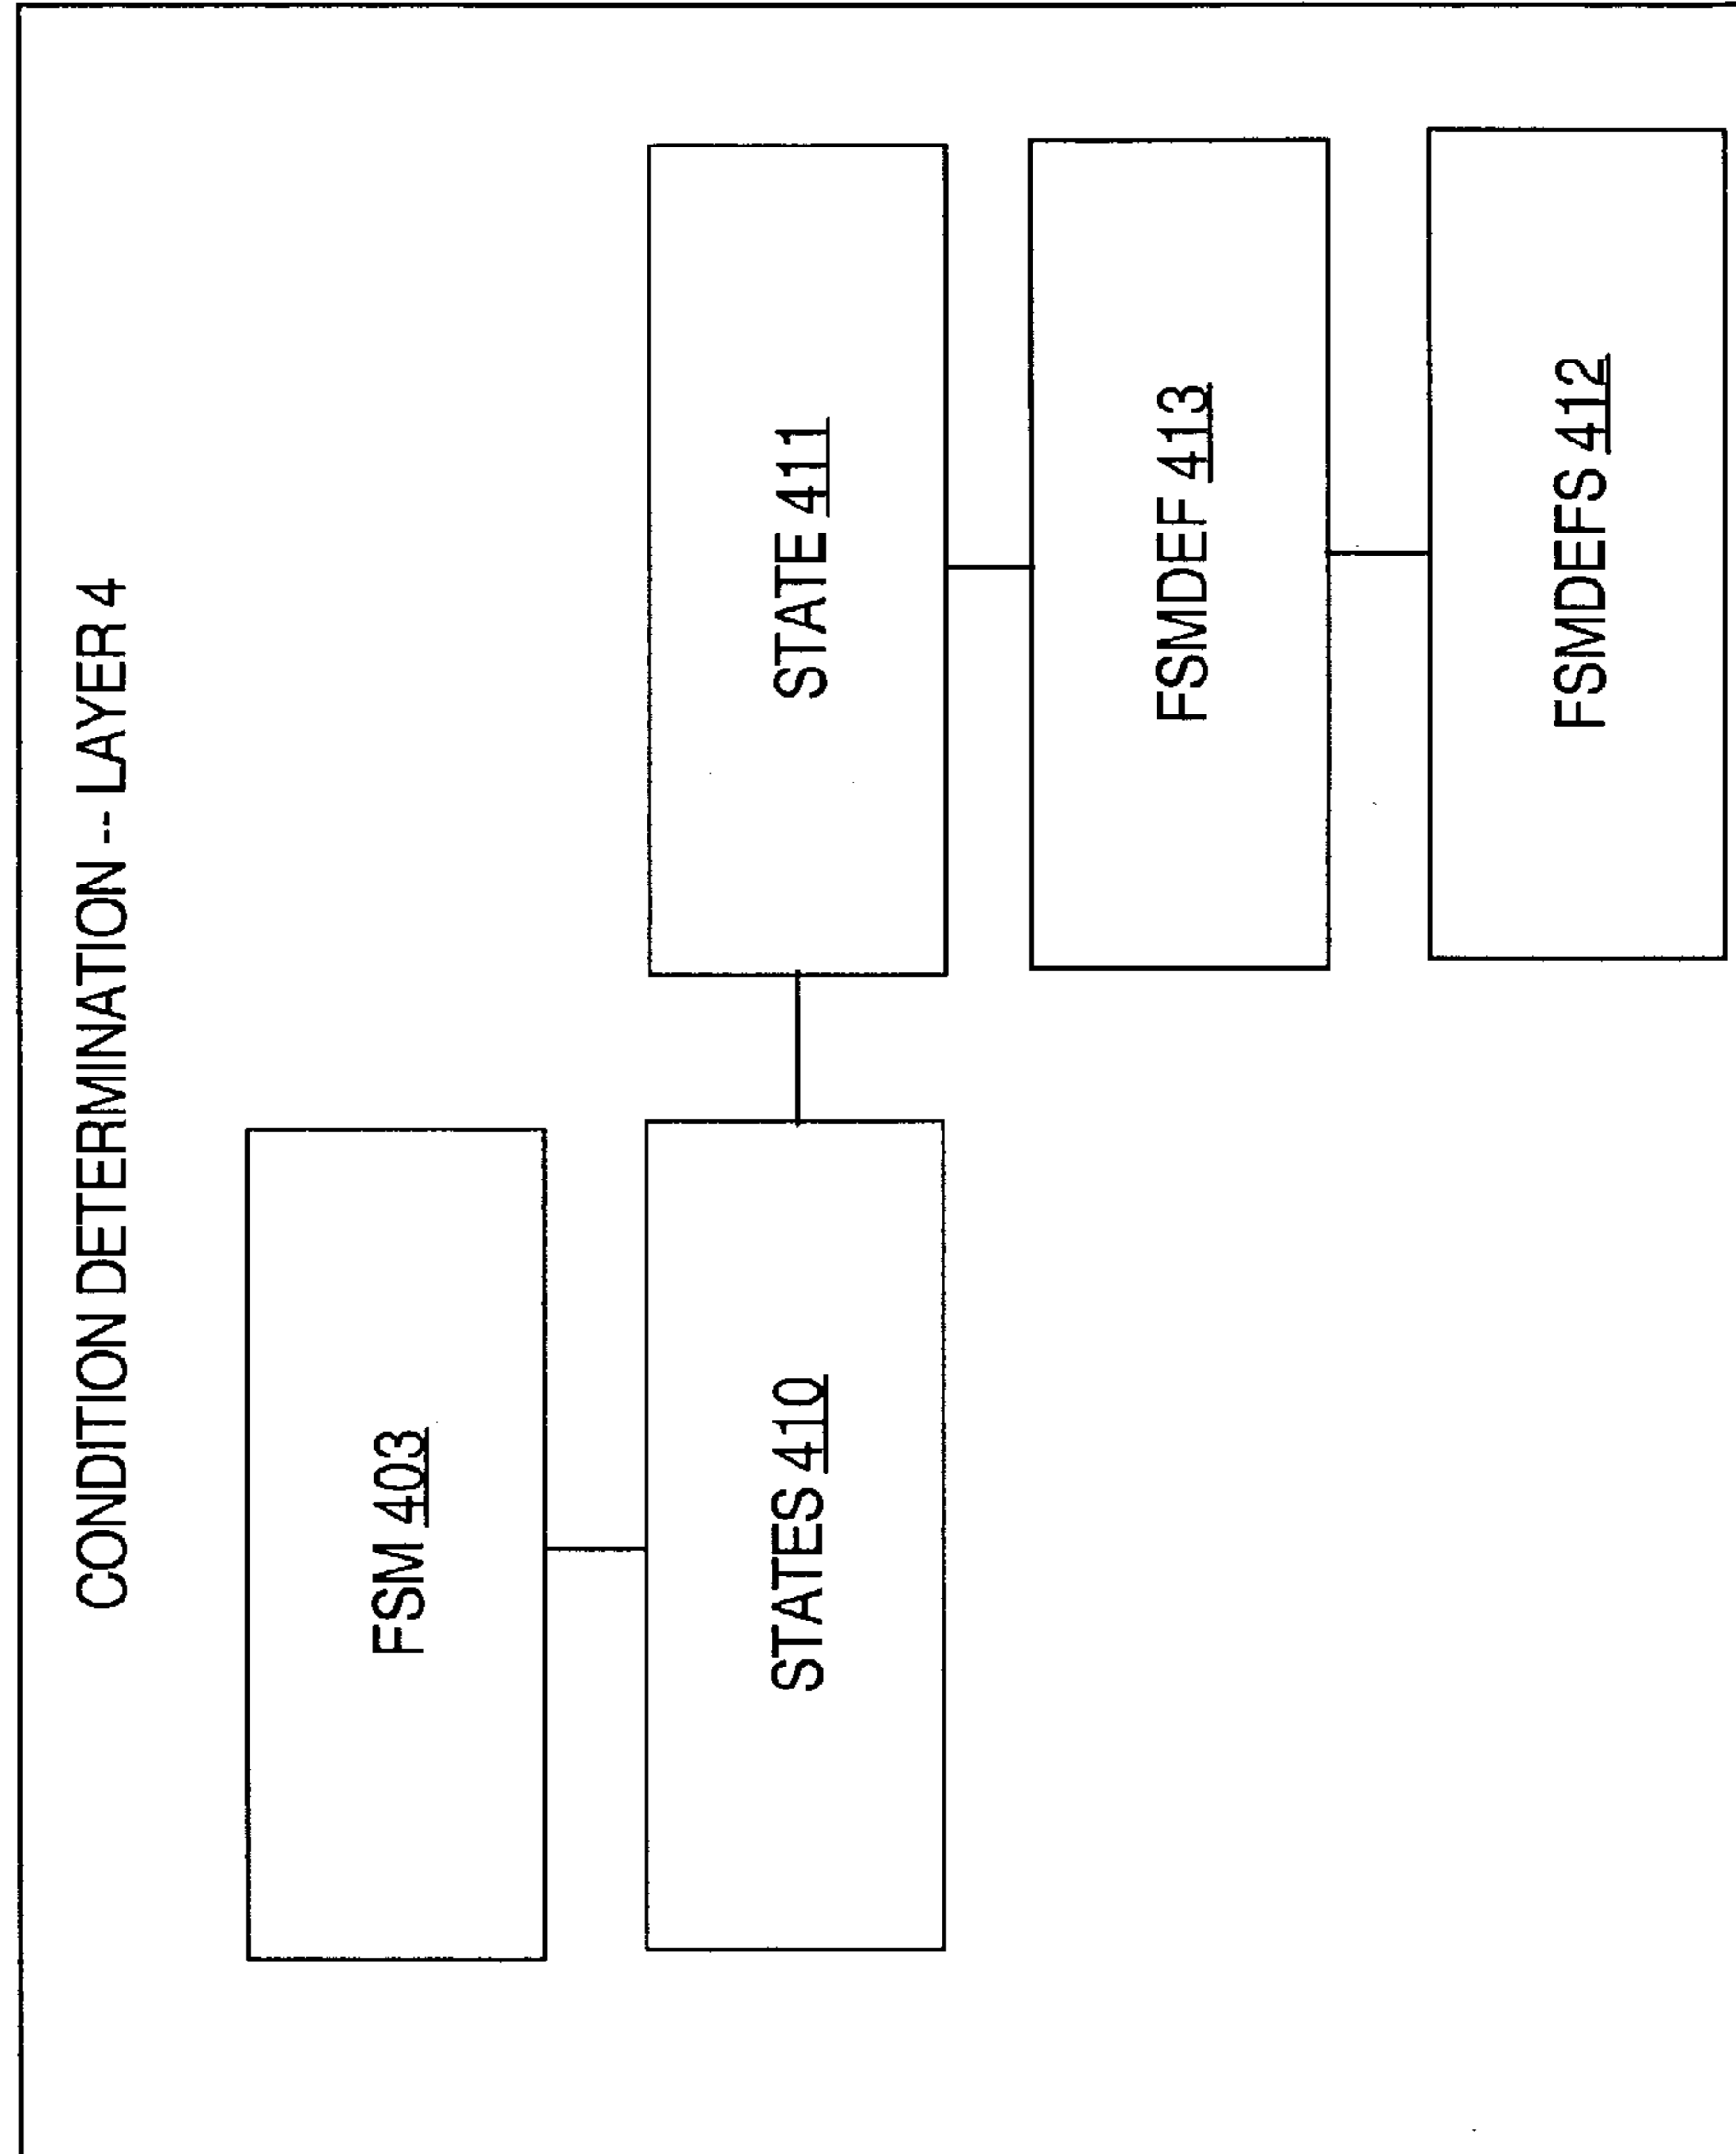 CONDITION DETERMINATION -- LAYER 4
FSM 403
STATES 410
STATE 411
FSMDEF 413
FSMDEFS 412